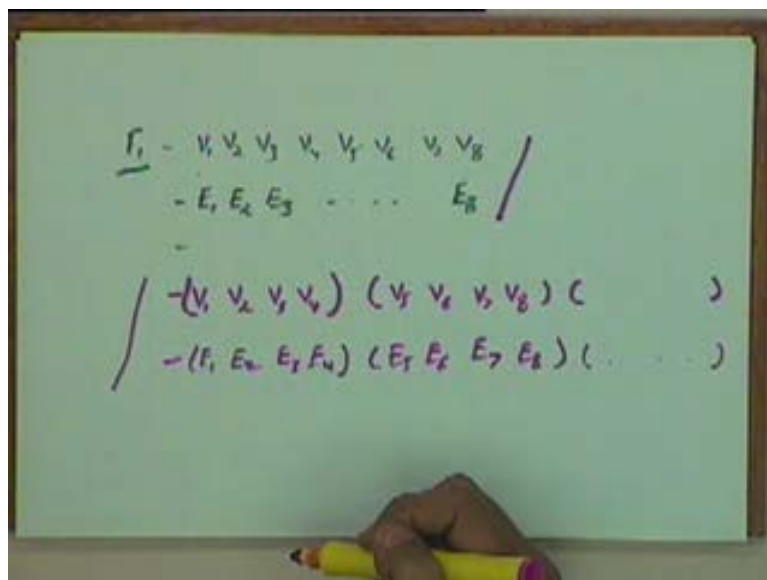 Γ₁ - V₁ V₂ V₃ V₄ V₅ V₆ V₇ V₈ /
- E₁ E₂ E₃ . . . . . E₈
-
/ - (V₁ V₂ V₃ V₄) (V₅ V₆ V₇ V₈) ( )
- (E₁ E₂ E₃ E₄) (E₅ E₆ E₇ E₈) ( . . . . )